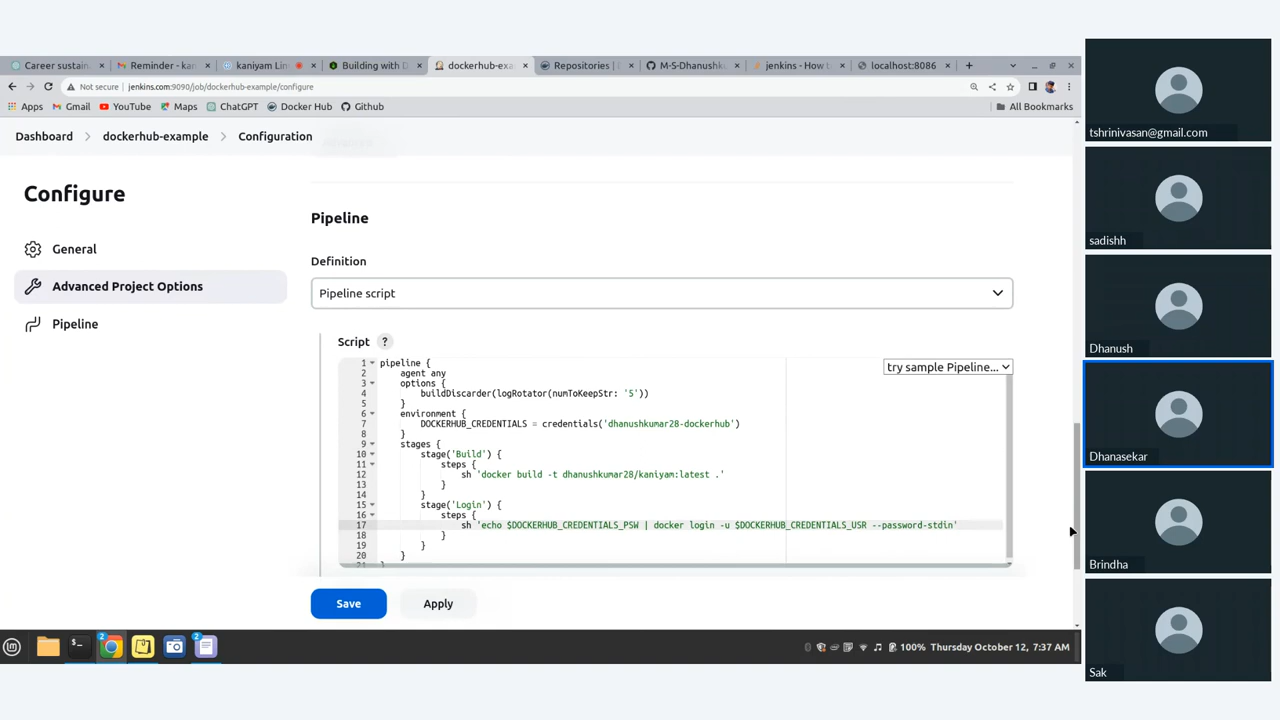 Career sustain
Reminder - kan
kaniyam Lin
Building with D
dockerhub-exa
Repositories | D
M-S-Dhanushk
jenkins - How t
localhost:8086
Not secure | jenkins.com:9090/job/dockerhub-example/configure
Apps
Gmail
YouTube
Maps
ChatGPT
Docker Hub
Github
All Bookmarks
Dashboard > dockerhub-example > Configuration
Configure
General
Advanced Project Options
Pipeline
Pipeline
Definition
Pipeline script
Script ?
try sample Pipeline...
1 pipeline {
2 agent any
3 options {
4 buildDiscarder(logRotator(numToKeepStr: '5'))
5 }
6 environment {
7 DOCKERHUB_CREDENTIALS = credentials('dhanushkumar28-dockerhub')
8 }
9 stages {
10 stage('Build') {
11 steps {
12 sh 'docker build -t dhanushkumar28/kaniyam:latest .'
13 }
14 }
15 stage('Login') {
16 steps {
17 sh 'echo $DOCKERHUB_CREDENTIALS_PSW | docker login -u $DOCKERHUB_CREDENTIALS_USR --password-stdin'
18 }
19 }
20 }
21 }
Save
Apply
2
2
100% Thursday October 12, 7:37 AM
tshrinivasan@gmail.com
sadishh
Dhanush
Dhanasekar
Brindha
Sak